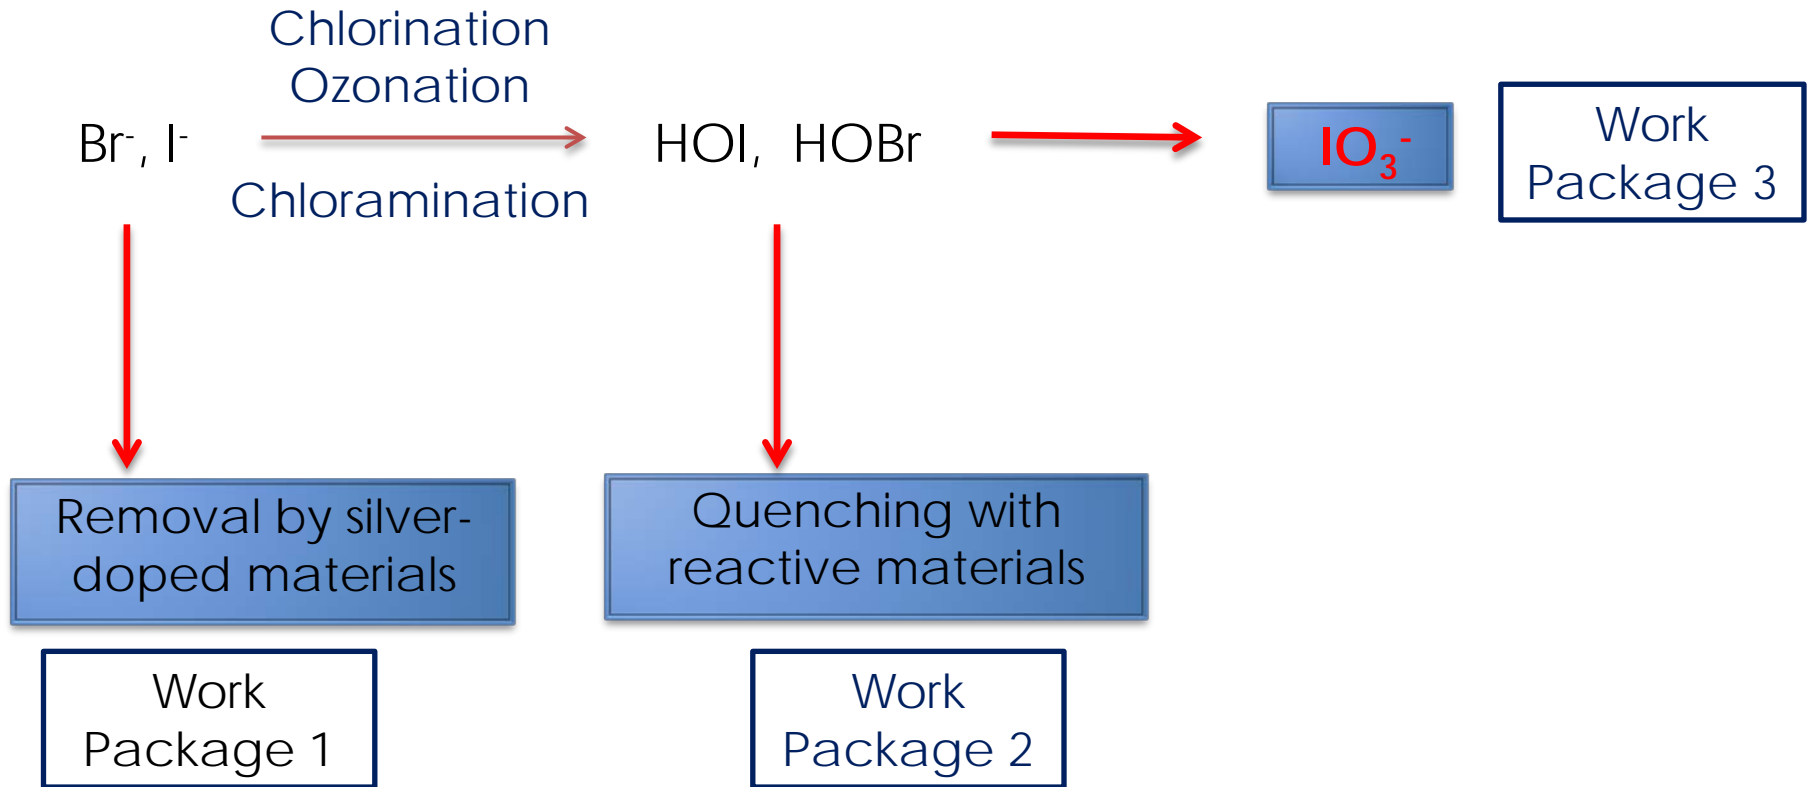 Chlorination
Ozonation
Br⁻, I⁻
HOI, HOBr
IO₃⁻
Work
Package 3
Chloramination
Removal by silver-
doped materials
Quenching with
reactive materials
Work
Package 1
Work
Package 2